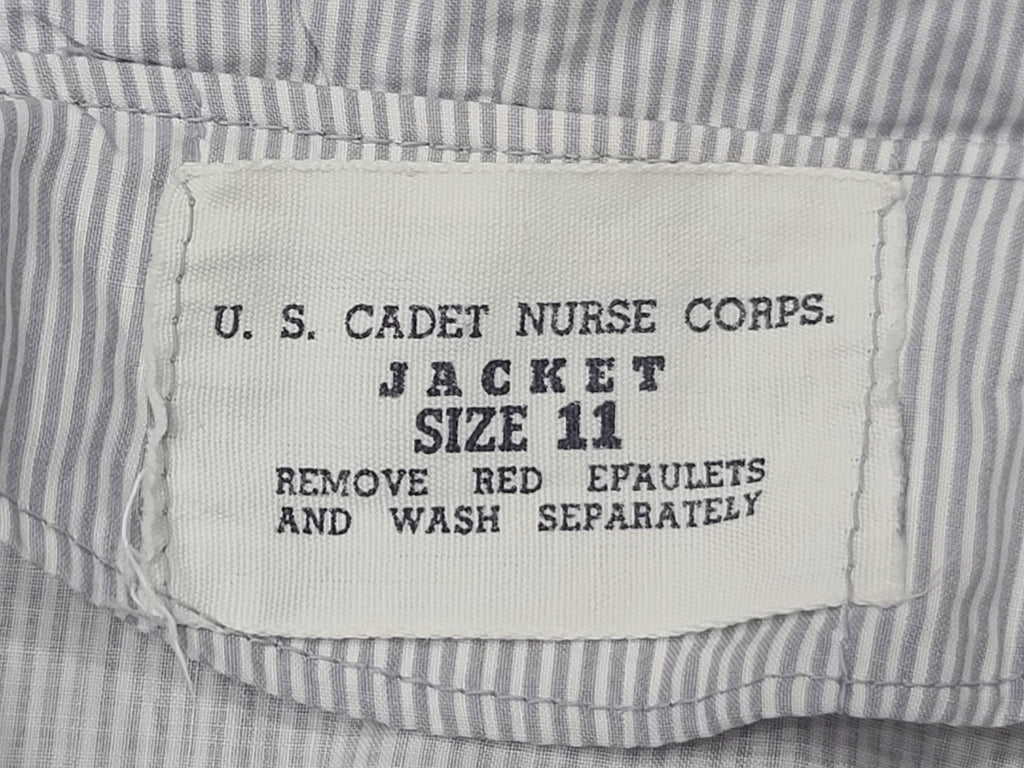 U. S. CADET NURSE CORPS.
JACKET
SIZE 11
REMOVE RED EPAULETS
AND WASH SEPARATELY